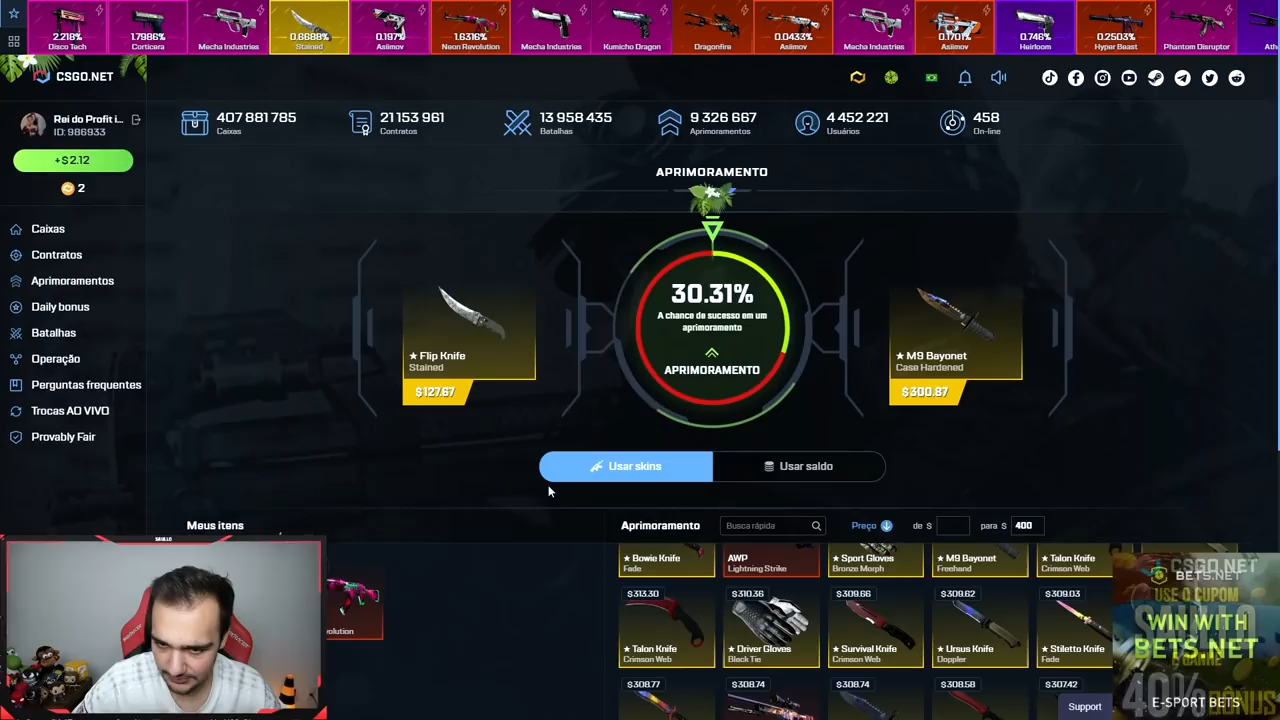 2.218%
Disco Tech
1.7986%
Corticera
Mecha Industries
0.6688%
Stained
0.197%
Asiimov
1.6316%
Neon Revolution
Mecha Industries
Kumicho Dragon
Dragonfire
0.0433%
Asiimov
Mecha Industries
0.1701%
Asiimov
0.746%
Heirloom
0.2503%
Hyper Beast
Phantom Disruptor
Ath
CSGO.NET
Rei do Profit i...
ID: 986933
+$2.12
2
407 881 785
Caixas
21 153 961
Contratos
13 958 435
Batalhas
9 326 667
Aprimoramentos
4 452 221
Usuários
458
On-line
Caixas
Contratos
Aprimoramentos
Daily bonus
Batalhas
Operação
Perguntas frequentes
Trocas AO VIVO
Provably Fair
APRIMORAMENTO
★ Flip Knife
Stained
$127.67
30.31%
A chance de sucesso em um
aprimoramento
APRIMORAMENTO
★ M9 Bayonet
Case Hardened
$300.87
Usar skins
Usar saldo
Meus itens
Aprimoramento
Busca rápida
Preço
de $
para $ 400
★ Bowie Knife
Fade
AWP
Lightning Strike
★ Sport Gloves
Bronze Morph
★ M9 Bayonet
Freehand
★ Talon Knife
Crimson Web
$313.30
★ Talon Knife
Crimson Web
$310.36
★ Driver Gloves
Black Tie
$309.66
★ Survival Knife
Crimson Web
$309.62
★ Ursus Knife
Doppler
$309.03
★ Stiletto Knife
Fade
$308.77
$308.74
$308.74
$308.58
$307.42
SAULLO
olution
CSGO.NET
BETS.NET
USE O CUPOM
SAULLO
WIN WITH
BETS.NET
E GANHE
40% BÔNUS
E-SPORT BETS
Support